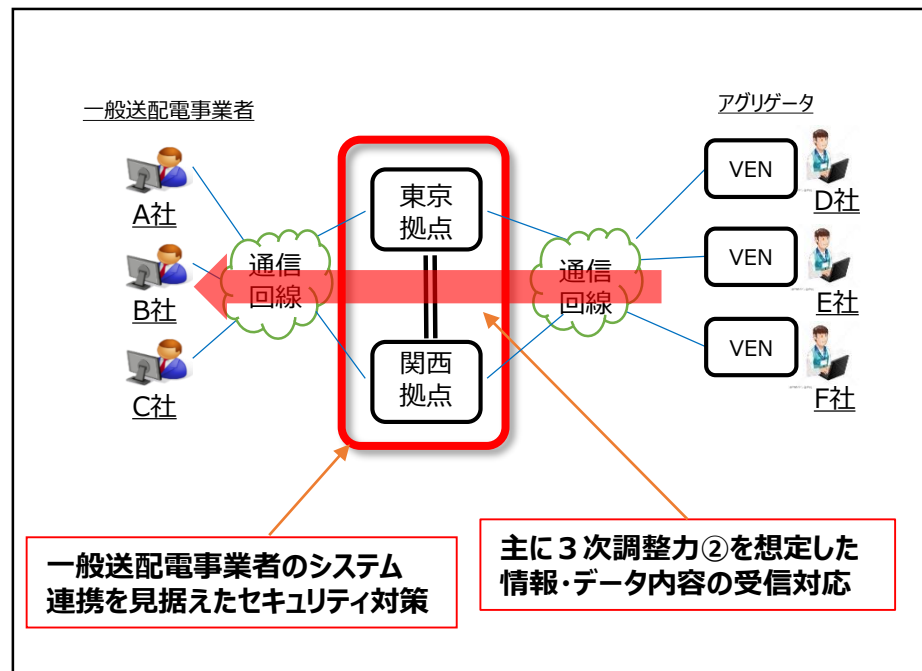 一般送配電事業者
アグリゲータ
A社
B社
C社
通信
回線
東京
拠点
関西
拠点
通信
回線
VEN
D社
VEN
E社
VEN
F社
一般送配電事業者のシステム
連携を見据えたセキュリティ対策
主に３次調整力②を想定した
情報・データ内容の受信対応